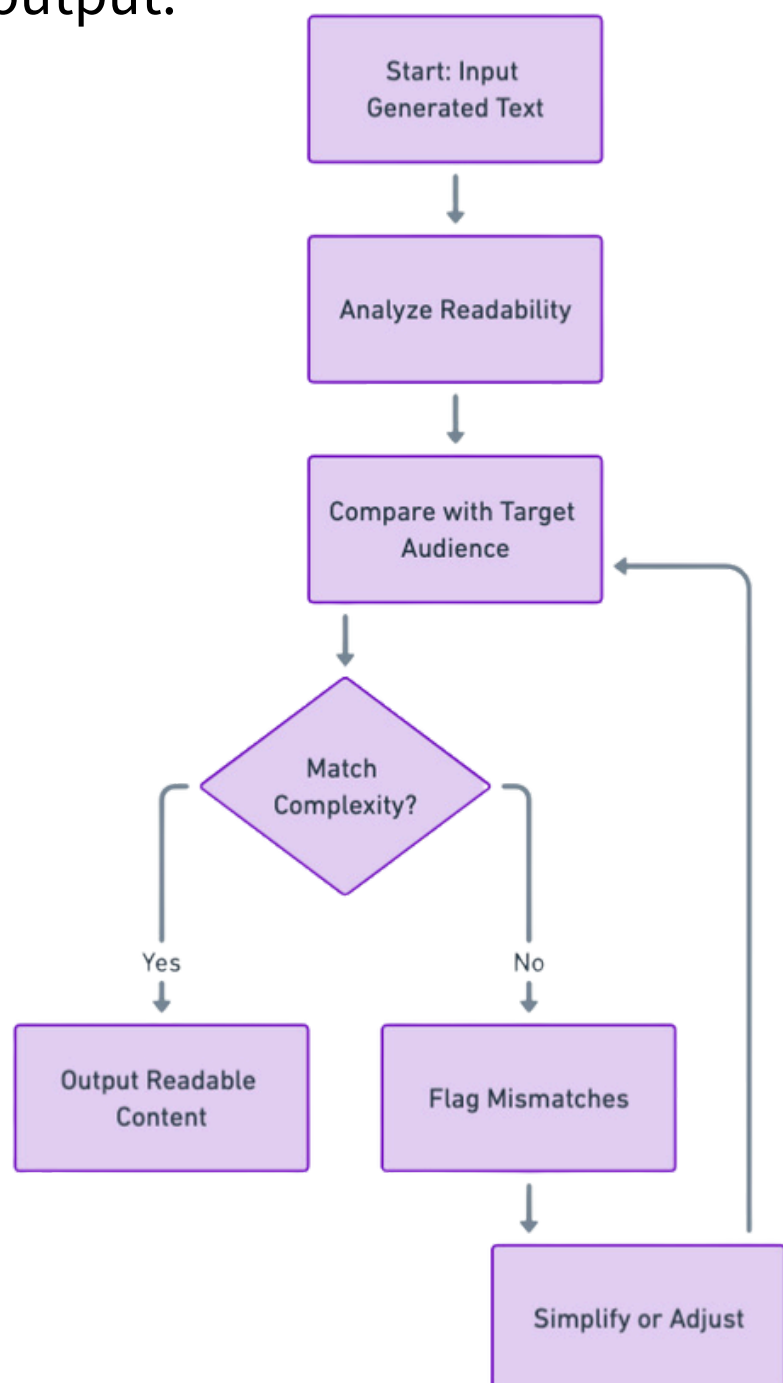 output.
Start: Input
Generated Text
Analyze Readability
Compare with Target
Audience
Match
Complexity?
Yes
No
Output Readable
Content
Flag Mismatches
Simplify or Adjust